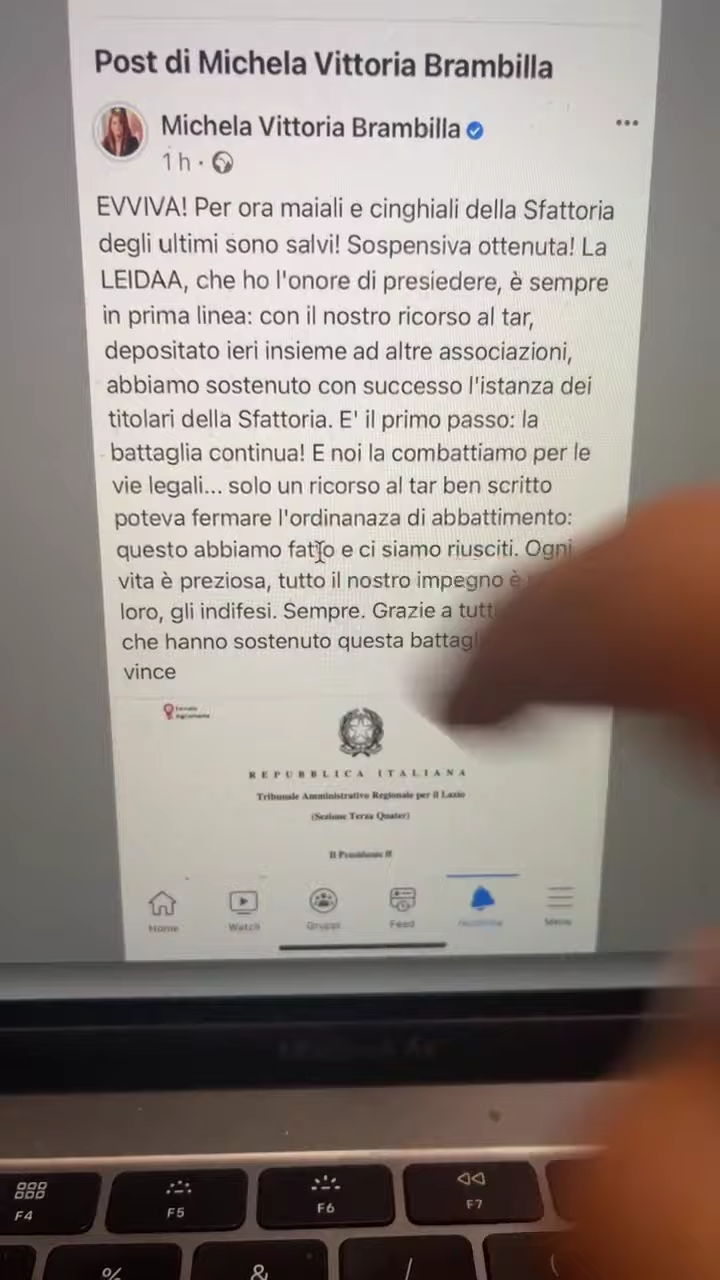 Post di Michela Vittoria Brambilla
Michela Vittoria Brambilla
1 h ·
EVVIVA! Per ora maiali e cinghiali della Sfattoria
degli ultimi sono salvi! Sospensiva ottenuta! La
LEIDAA, che ho l'onore di presiedere, è sempre
in prima linea: con il nostro ricorso al tar,
depositato ieri insieme ad altre associazioni,
abbiamo sostenuto con successo l'istanza dei
titolari della Sfattoria. E' il primo passo: la
battaglia continua! E noi la combattiamo per le
vie legali... solo un ricorso al tar ben scritto
poteva fermare l'ordinanaza di abbattimento:
questo abbiamo fatto e ci siamo riusciti. Ogni
vita è preziosa, tutto il nostro impegno è
loro, gli indifesi. Sempre. Grazie a tutt
che hanno sostenuto questa battagl
vince
REPUBBLICA ITALIANA
Tribunale Amministrativo Regionale per il Lazio
(Sezione Terza Quater)
Il Presidente
Home
Watch
Gruppi
Feed
Notifiche
Menu
F4
F5
F6
F7
%
&
/
(